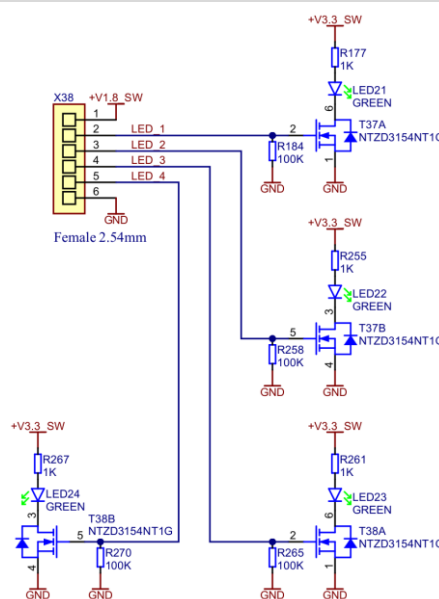 +V3.3_SW
R177
1K
LED21
GREEN
6
2
T37A
NTZD3154NT1G
1
R184
100K
GND
GND
X38
+V1.8_SW
1
2
LED_1
3
LED_2
4
LED_3
5
LED_4
6
GND
Female 2.54mm
+V3.3_SW
R255
1K
LED22
GREEN
3
5
T37B
NTZD3154NT1G
4
R258
100K
GND
GND
+V3.3_SW
R267
1K
LED24
GREEN
3
T38B
NTZD3154NT1G
5
4
R270
100K
GND
GND
+V3.3_SW
R261
1K
LED23
GREEN
6
2
T38A
NTZD3154NT1G
1
R265
100K
GND
GND